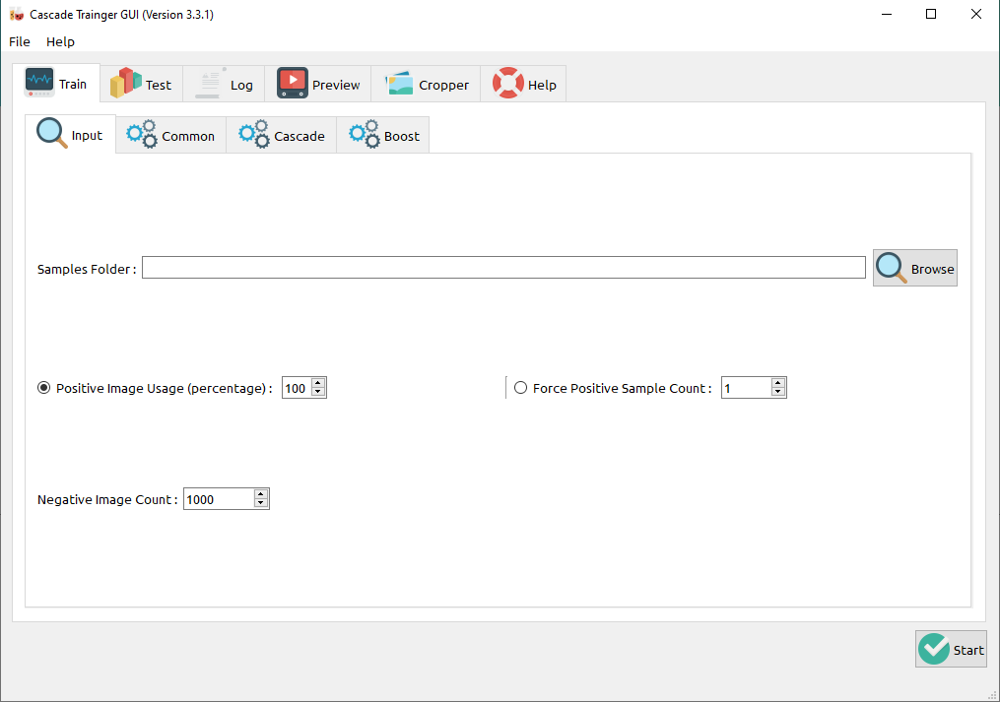 Cascade Trainger GUI (Version 3.3.1)
File Help
Train Test Log Preview Cropper Help
Input Common Cascade Boost
Samples Folder : Browse
Positive Image Usage (percentage) : 100 Force Positive Sample Count : 1
Negative Image Count : 1000
Start